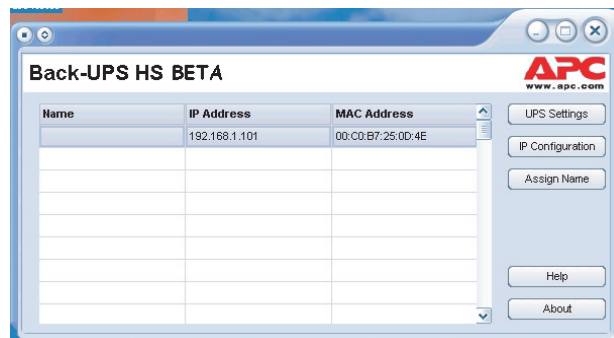 Back-UPS HS BETA
APC
www.apc.com
Name IP Address MAC Address
192.168.1.101 00:C0:B7:25:0D:4E
UPS Settings
IP Configuration
Assign Name
Help
About